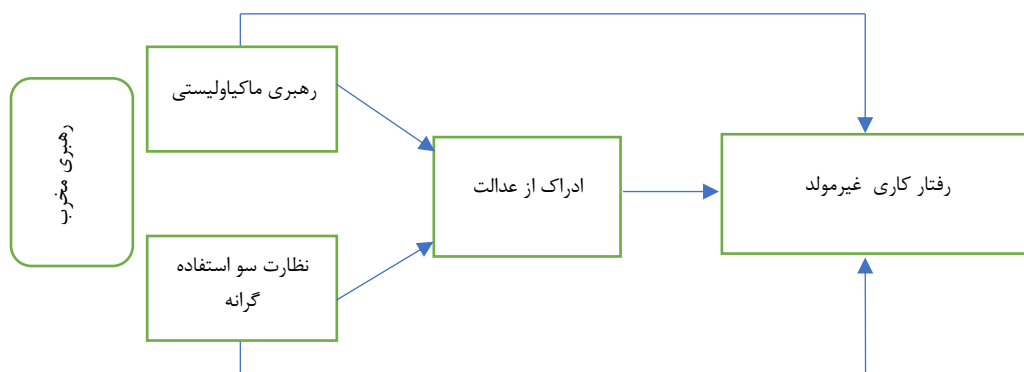 رهبری مخرب
رهبری ماکیاولیستی
نظارت سو استفاده
گرانه
ادراک از عدالت
رفتار کاری غیرمولد